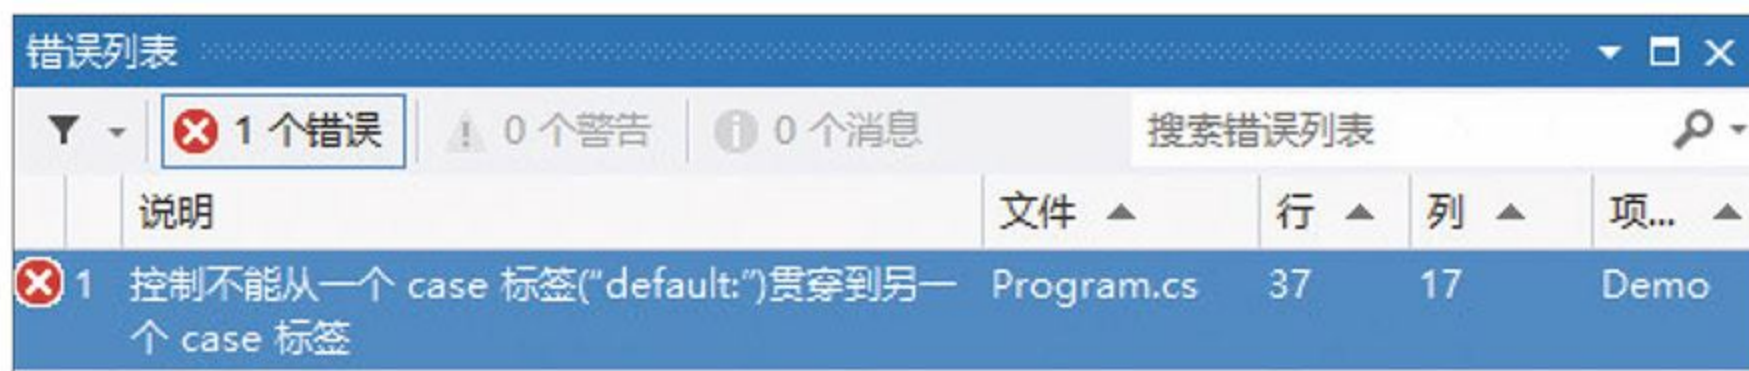 错误列表
1 个错误 0 个警告 0 个消息 搜索错误列表
说明 文件 行 列 项...
1 控制不能从一个 case 标签(“default:”)贯穿到另一 Program.cs 37 17 Demo
个 case 标签